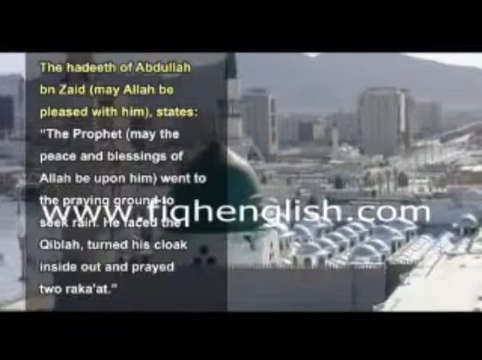 The hadeeth of Abdullah
bn Zaid (may Allah be
pleased with him), states:
"The Prophet (may the
peace and blessings of
Allah be upon him) went to
the praying ground to
www.fiqhenglish.com
seek rain. He faced the
Qiblah, turned his cloak
inside out and prayed
two raka'at."